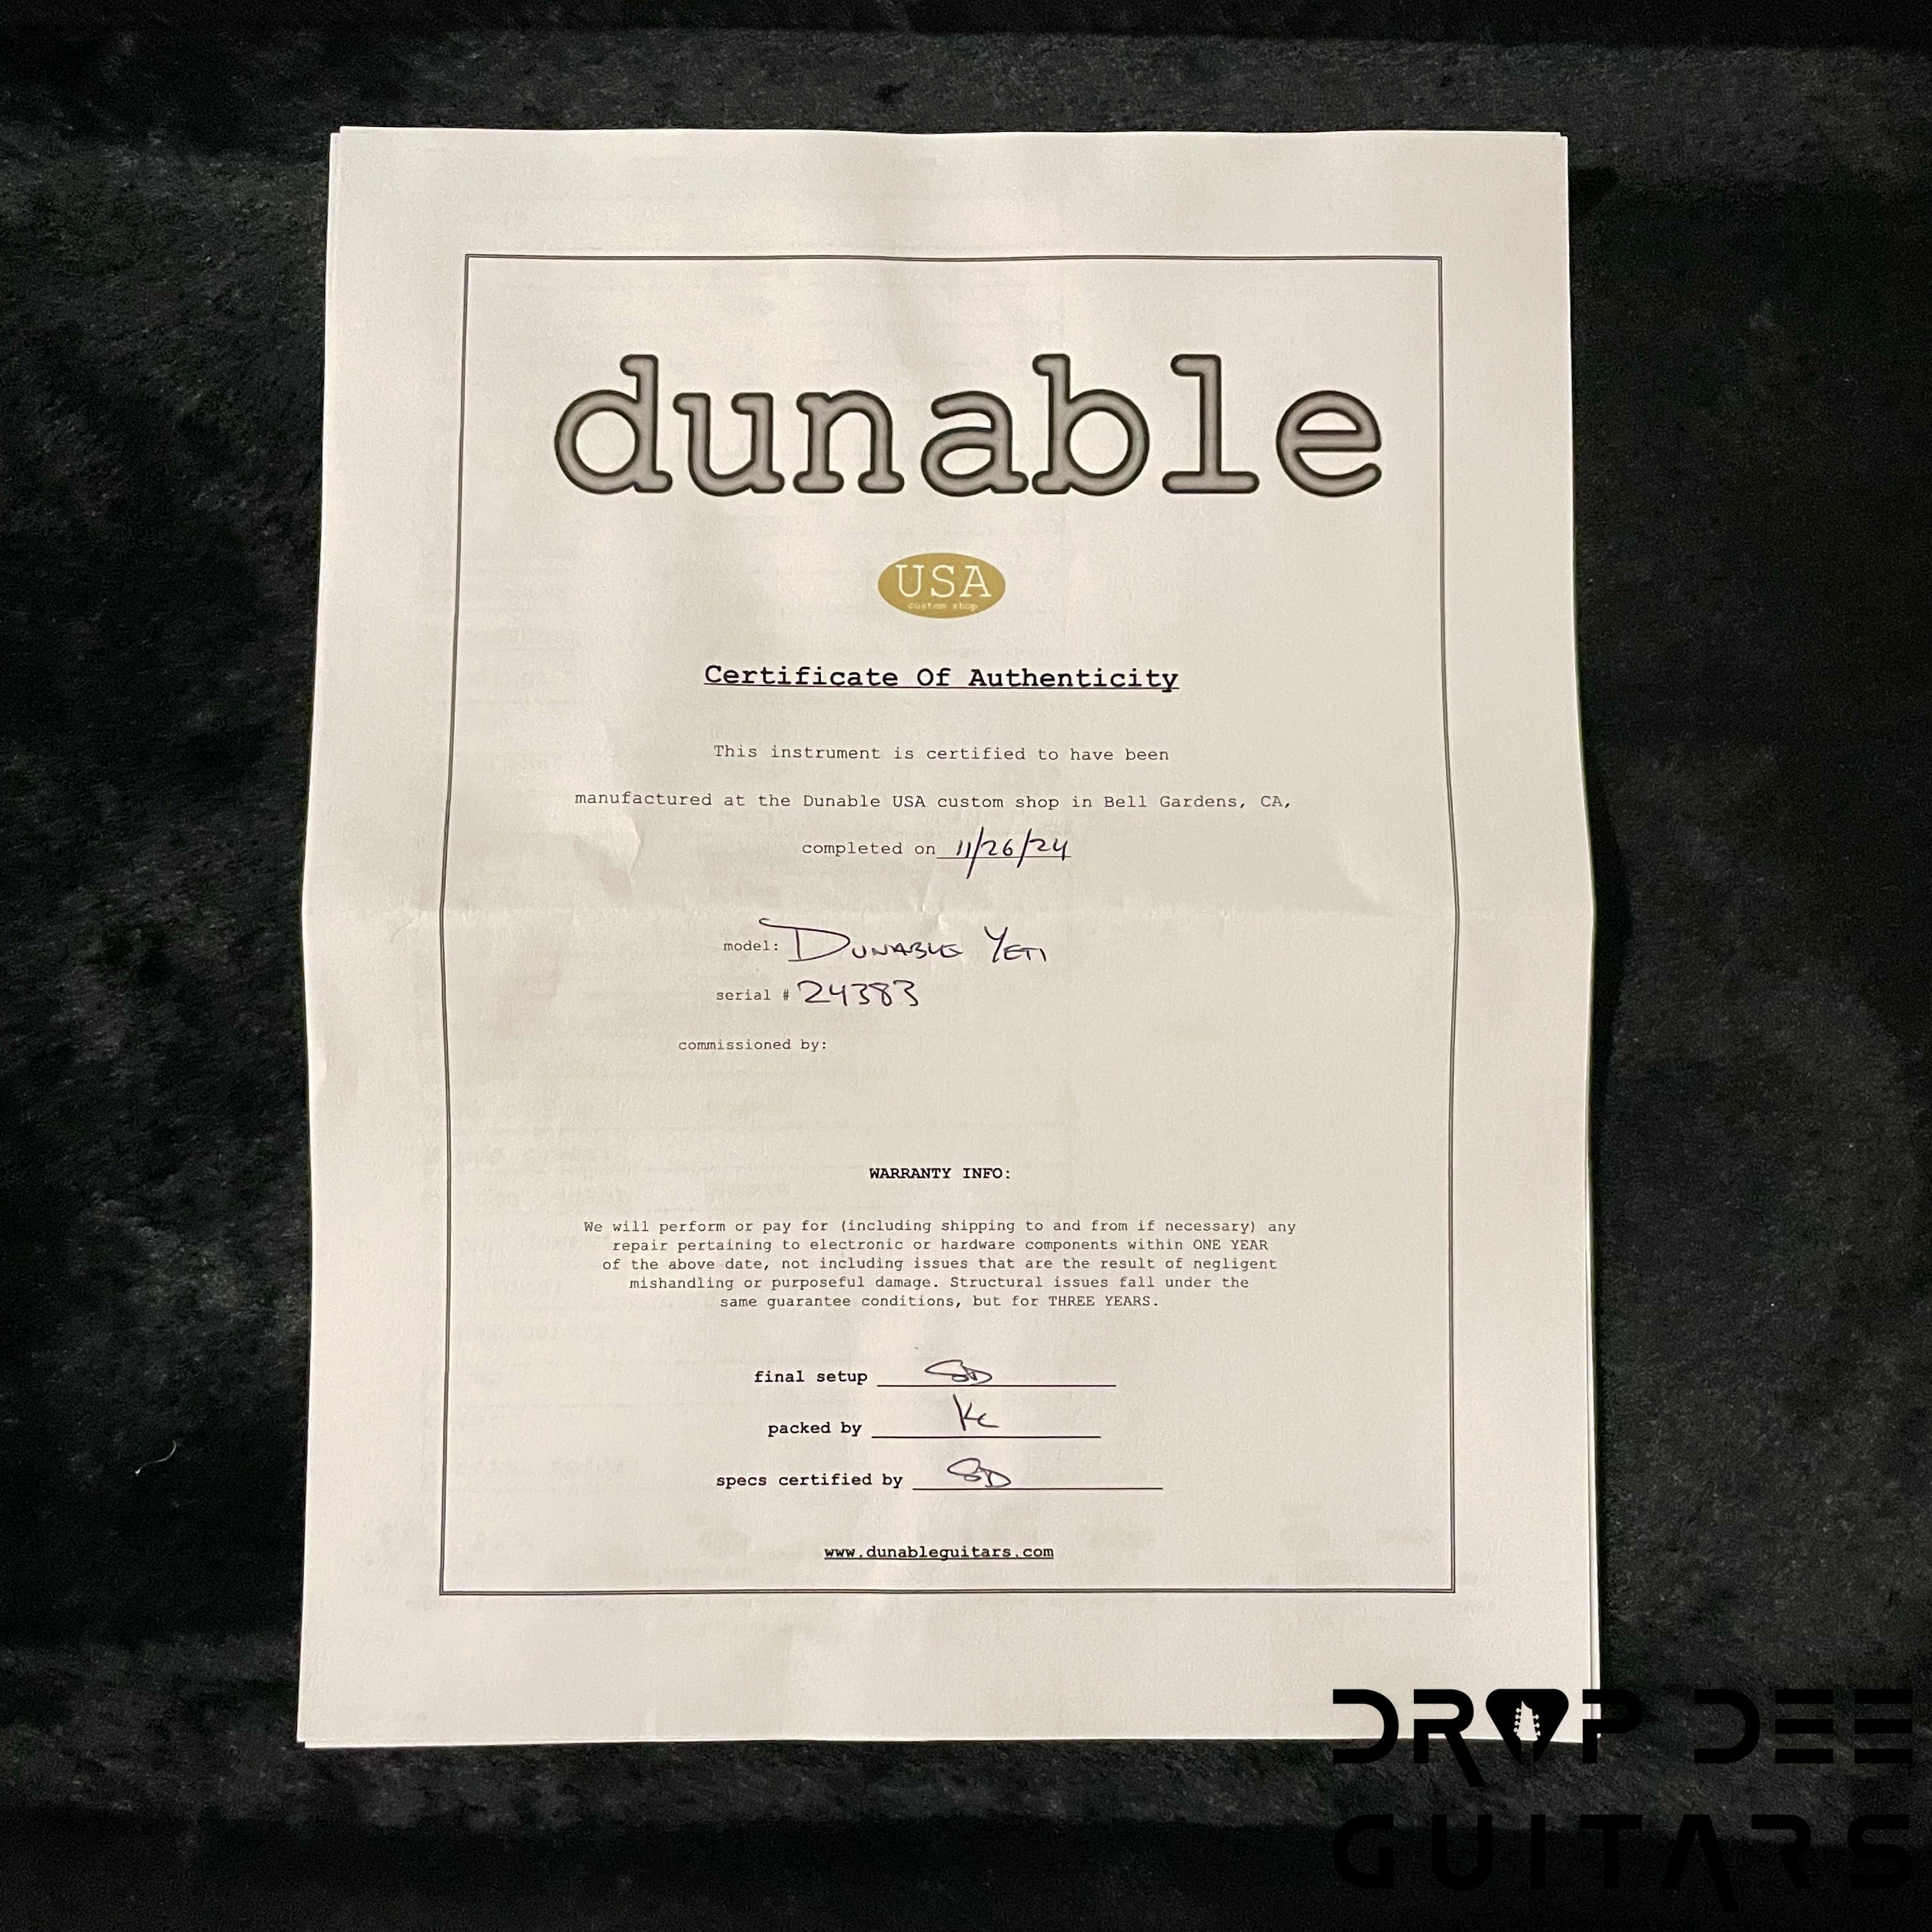 dunable
USA
custom shop
Certificate Of Authenticity
This instrument is certified to have been
manufactured at the Dunable USA custom shop in Bell Gardens, CA,
completed on 11/26/24
model: DUNABLE YETI
serial # 24383
commissioned by:
WARRANTY INFO:
We will perform or pay for (including shipping to and from if necessary) any
repair pertaining to electronic or hardware components within ONE YEAR
of the above date, not including issues that are the result of negligent
mishandling or purposeful damage. Structural issues fall under the
same guarantee conditions, but for THREE YEARS.
final setup SD
packed by KC
specs certified by SD
www.dunableguitars.com
DROP DEE
GUITARS